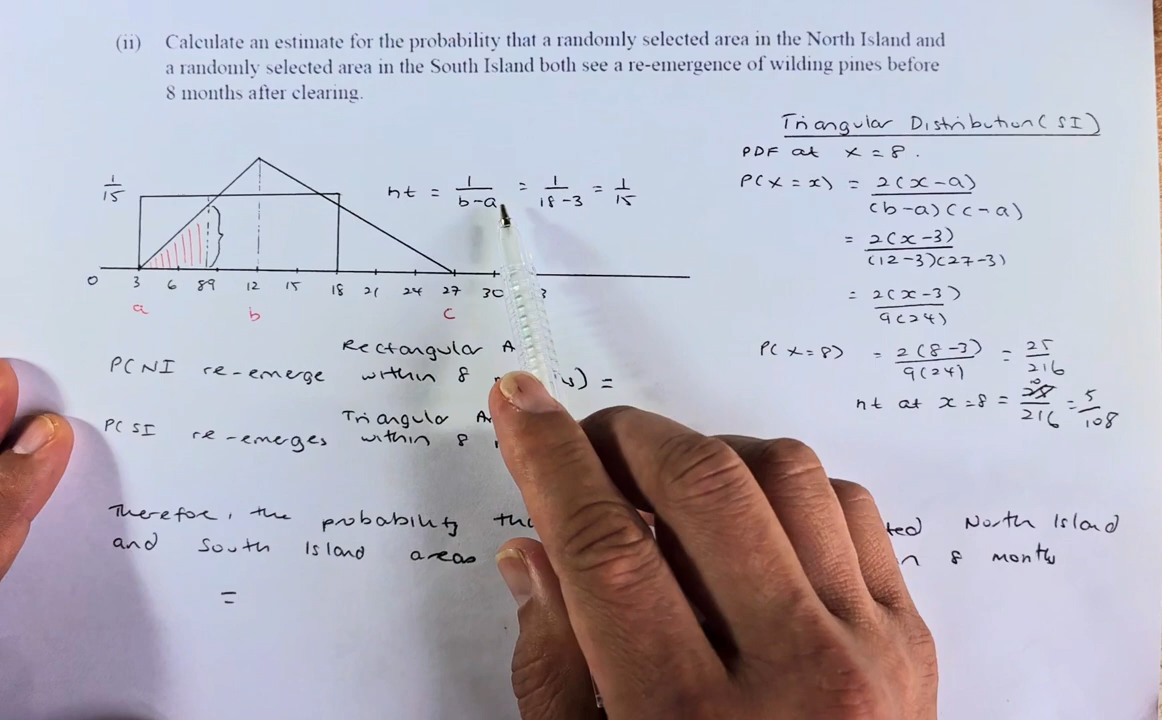 (ii) Calculate an estimate for the probability that a randomly selected area in the North Island and
a randomly selected area in the South Island both see a re-emergence of wilding pines before
8 months after clearing.
1/15
ht = 1/(b-a) = 1/(18-3) = 1/15
0 3 6 8 9 12 15 18 21 24 27 30 3
a b c
Triangular Distribution (SI)
PDF at x = 8.
P(X = x) = 2(x-a)/((b-a)(c-a))
= 2(x-3)/((12-3)(27-3))
= 2(x-3)/(9(24))
P(X=8) = 2(8-3)/(9(24)) = 25/216
ht at x=8 = 10/216 = 5/108
Rectangular A
P(NI re-emerge within 8 ) =
Triangular A
P(SI re-emerges within 8
Therefore, the probability ted North Island
and South Island areas 8 month
=